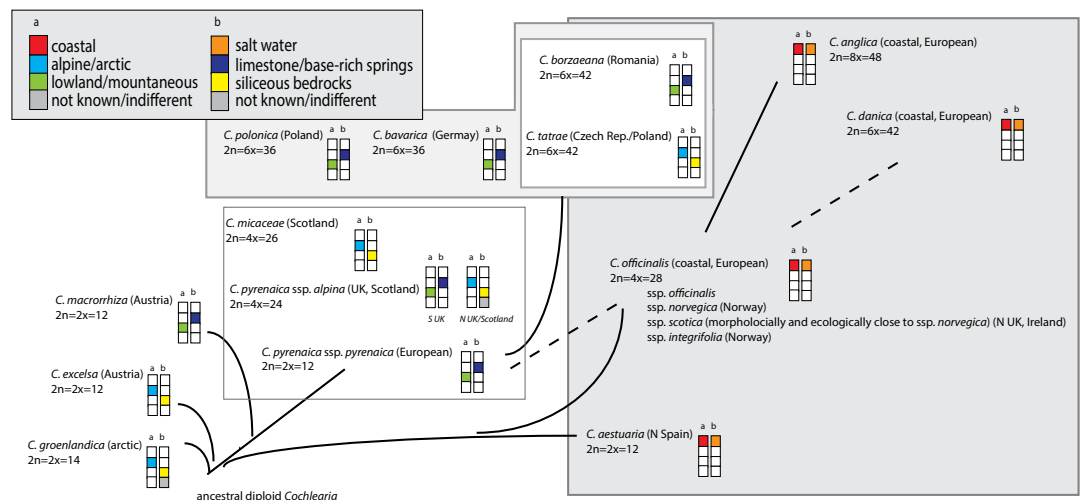 a
coastal
alpine/arctic
lowland/mountaneous
not known/indifferent
b
salt water
limestone/base-rich springs
siliceous bedrocks
not known/indifferent
C. anglica (coastal, European)
2n=8x=48
a b
C. borzaeana (Romania)
2n=6x=42
a b
C. danica (coastal, European)
2n=6x=42
a b
C. polonica (Poland)
2n=6x=36
a b
C. bavarica (Germay)
2n=6x=36
a b
C. tatrae (Czech Rep./Poland)
2n=6x=42
a b
C. micaceae (Scotland)
2n=4x=26
a b
C. pyrenaica ssp. alpina (UK, Scotland)
2n=4x=24
a b
S UK
a b
N UK/Scotland
C. officinalis (coastal, European)
2n=4x=28
ssp. officinalis
ssp. norvegica (Norway)
ssp. scotica (morpholocially and ecologically close to ssp. norvegica) (N UK, Ireland)
ssp. integrifolia (Norway)
a b
C. macrorrhiza (Austria)
2n=2x=12
a b
C. pyrenaica ssp. pyrenaica (European)
2n=2x=12
a b
C. excelsa (Austria)
2n=2x=12
a b
C. groenlandica (arctic)
2n=2x=14
a b
C. aestuaria (N Spain)
2n=2x=12
a b
ancestral diploid Cochlearia